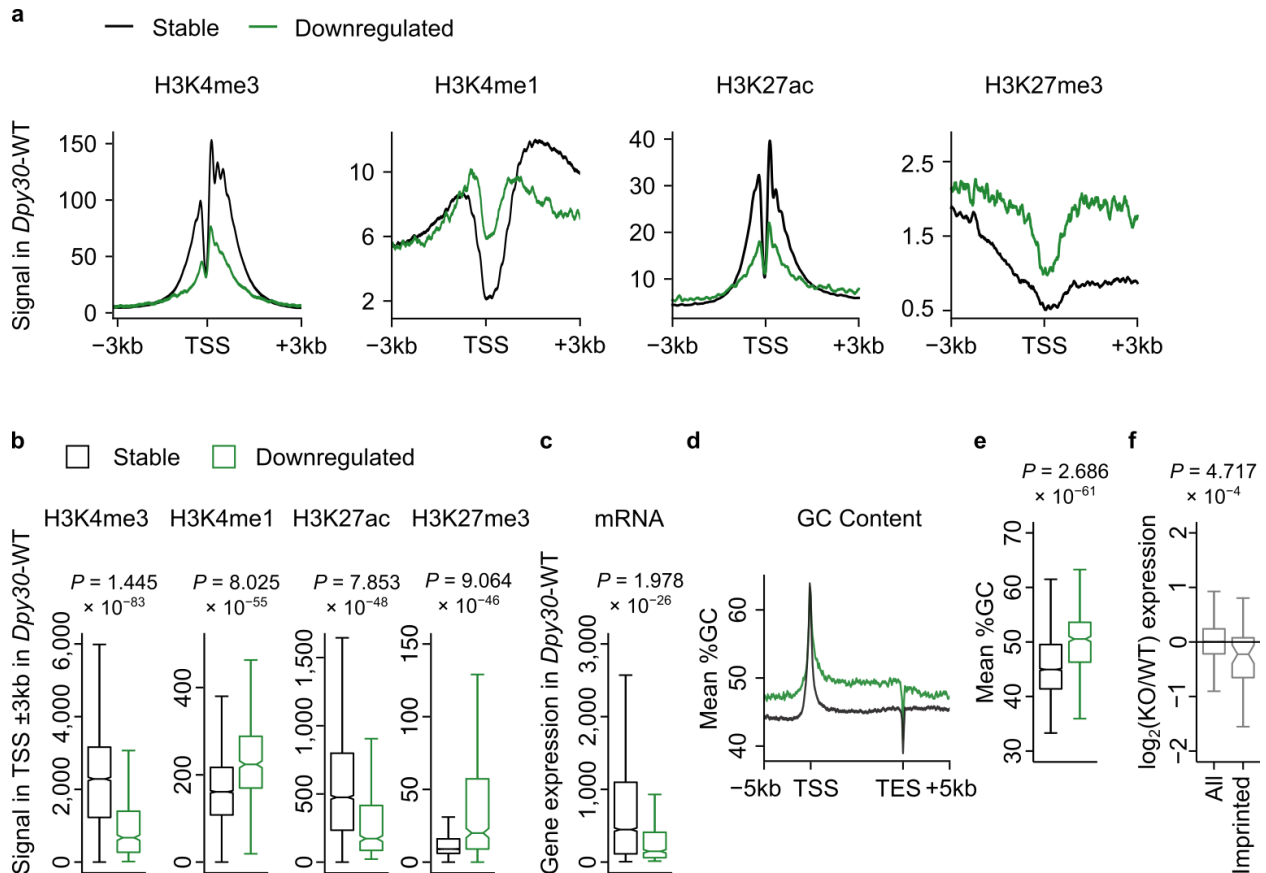 a
Stable Downregulated
H3K4me3 H3K4me1 H3K27ac H3K27me3
Signal in Dpy30-WT
150
100
50
0
−3kb TSS +3kb
10
6
2
−3kb TSS +3kb
40
30
20
10
−3kb TSS +3kb
2.5
1.5
0.5
−3kb TSS +3kb
b
Stable Downregulated
Signal in TSS ±3kb in Dpy30-WT
H3K4me3
P = 1.445
× 10−83
6,000
4,000
2,000
0
H3K4me1
P = 8.025
× 10−55
400
200
0
H3K27ac
P = 7.853
× 10−48
1,500
1,000
500
0
H3K27me3
P = 9.064
× 10−46
150
100
50
0
c
Gene expression in Dpy30-WT
mRNA
P = 1.978
× 10−26
3,000
2,000
1,000
0
d
GC Content
Mean %GC
60
50
40
−5kb TSS TES +5kb
e
P = 2.686
× 10−61
Mean %GC
70
60
50
40
30
f
P = 4.717
× 10−4
log2(KO/WT) expression
2
1
0
−1
−2
All
Imprinted